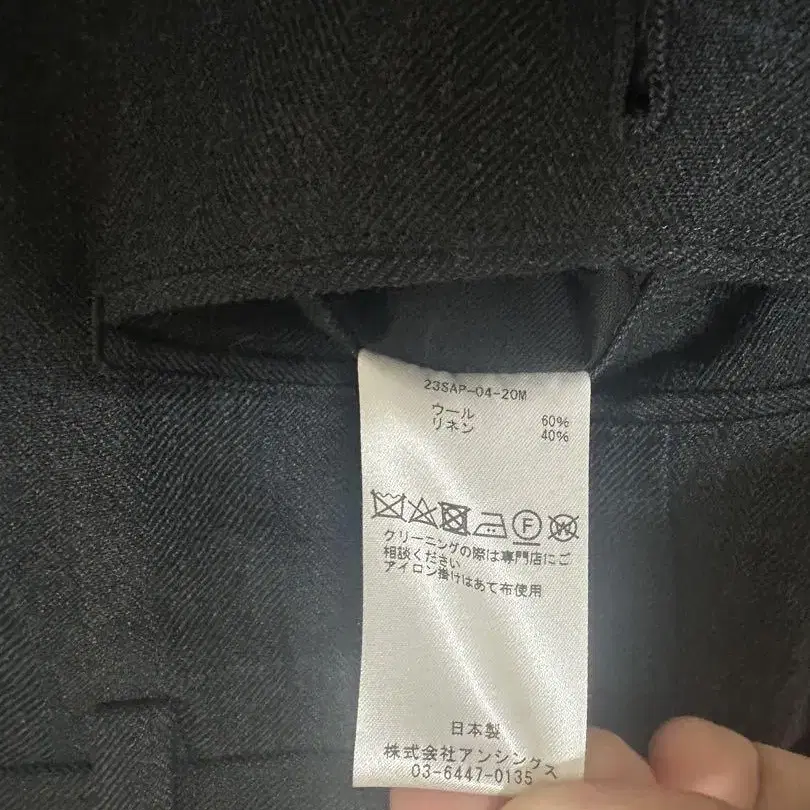 23SAP-04-20M
ウール 60%
リネン 40%
F W
クリーニングの際は専門店にご
相談ください
アイロン掛けはあて布使用
日本製
株式会社アンシングス
03-6447-0135